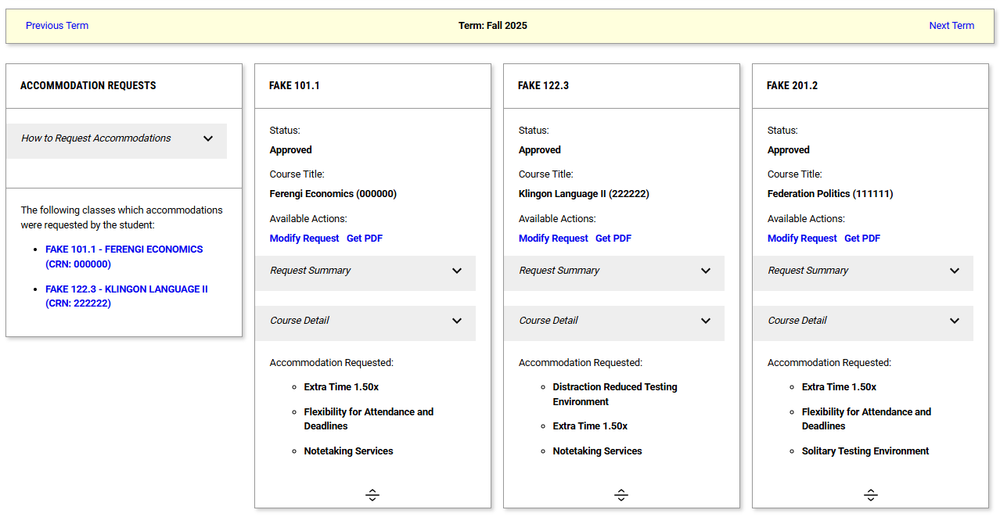 Previous Term
Term: Fall 2025
Next Term
ACCOMMODATION REQUESTS
How to Request Accommodations
The following classes which accommodations
were requested by the student:
FAKE 101.1 - FERENGI ECONOMICS
(CRN: 000000)
FAKE 122.3 - KLINGON LANGUAGE II
(CRN: 222222)
FAKE 101.1
Status:
Approved
Course Title:
Ferengi Economics (000000)
Available Actions:
Modify Request Get PDF
Request Summary
Course Detail
Accommodation Requested:
Extra Time 1.50x
Flexibility for Attendance and
Deadlines
Notetaking Services
FAKE 122.3
Status:
Approved
Course Title:
Klingon Language II (222222)
Available Actions:
Modify Request Get PDF
Request Summary
Course Detail
Accommodation Requested:
Distraction Reduced Testing
Environment
Extra Time 1.50x
Notetaking Services
FAKE 201.2
Status:
Approved
Course Title:
Federation Politics (111111)
Available Actions:
Modify Request Get PDF
Request Summary
Course Detail
Accommodation Requested:
Extra Time 1.50x
Flexibility for Attendance and
Deadlines
Solitary Testing Environment